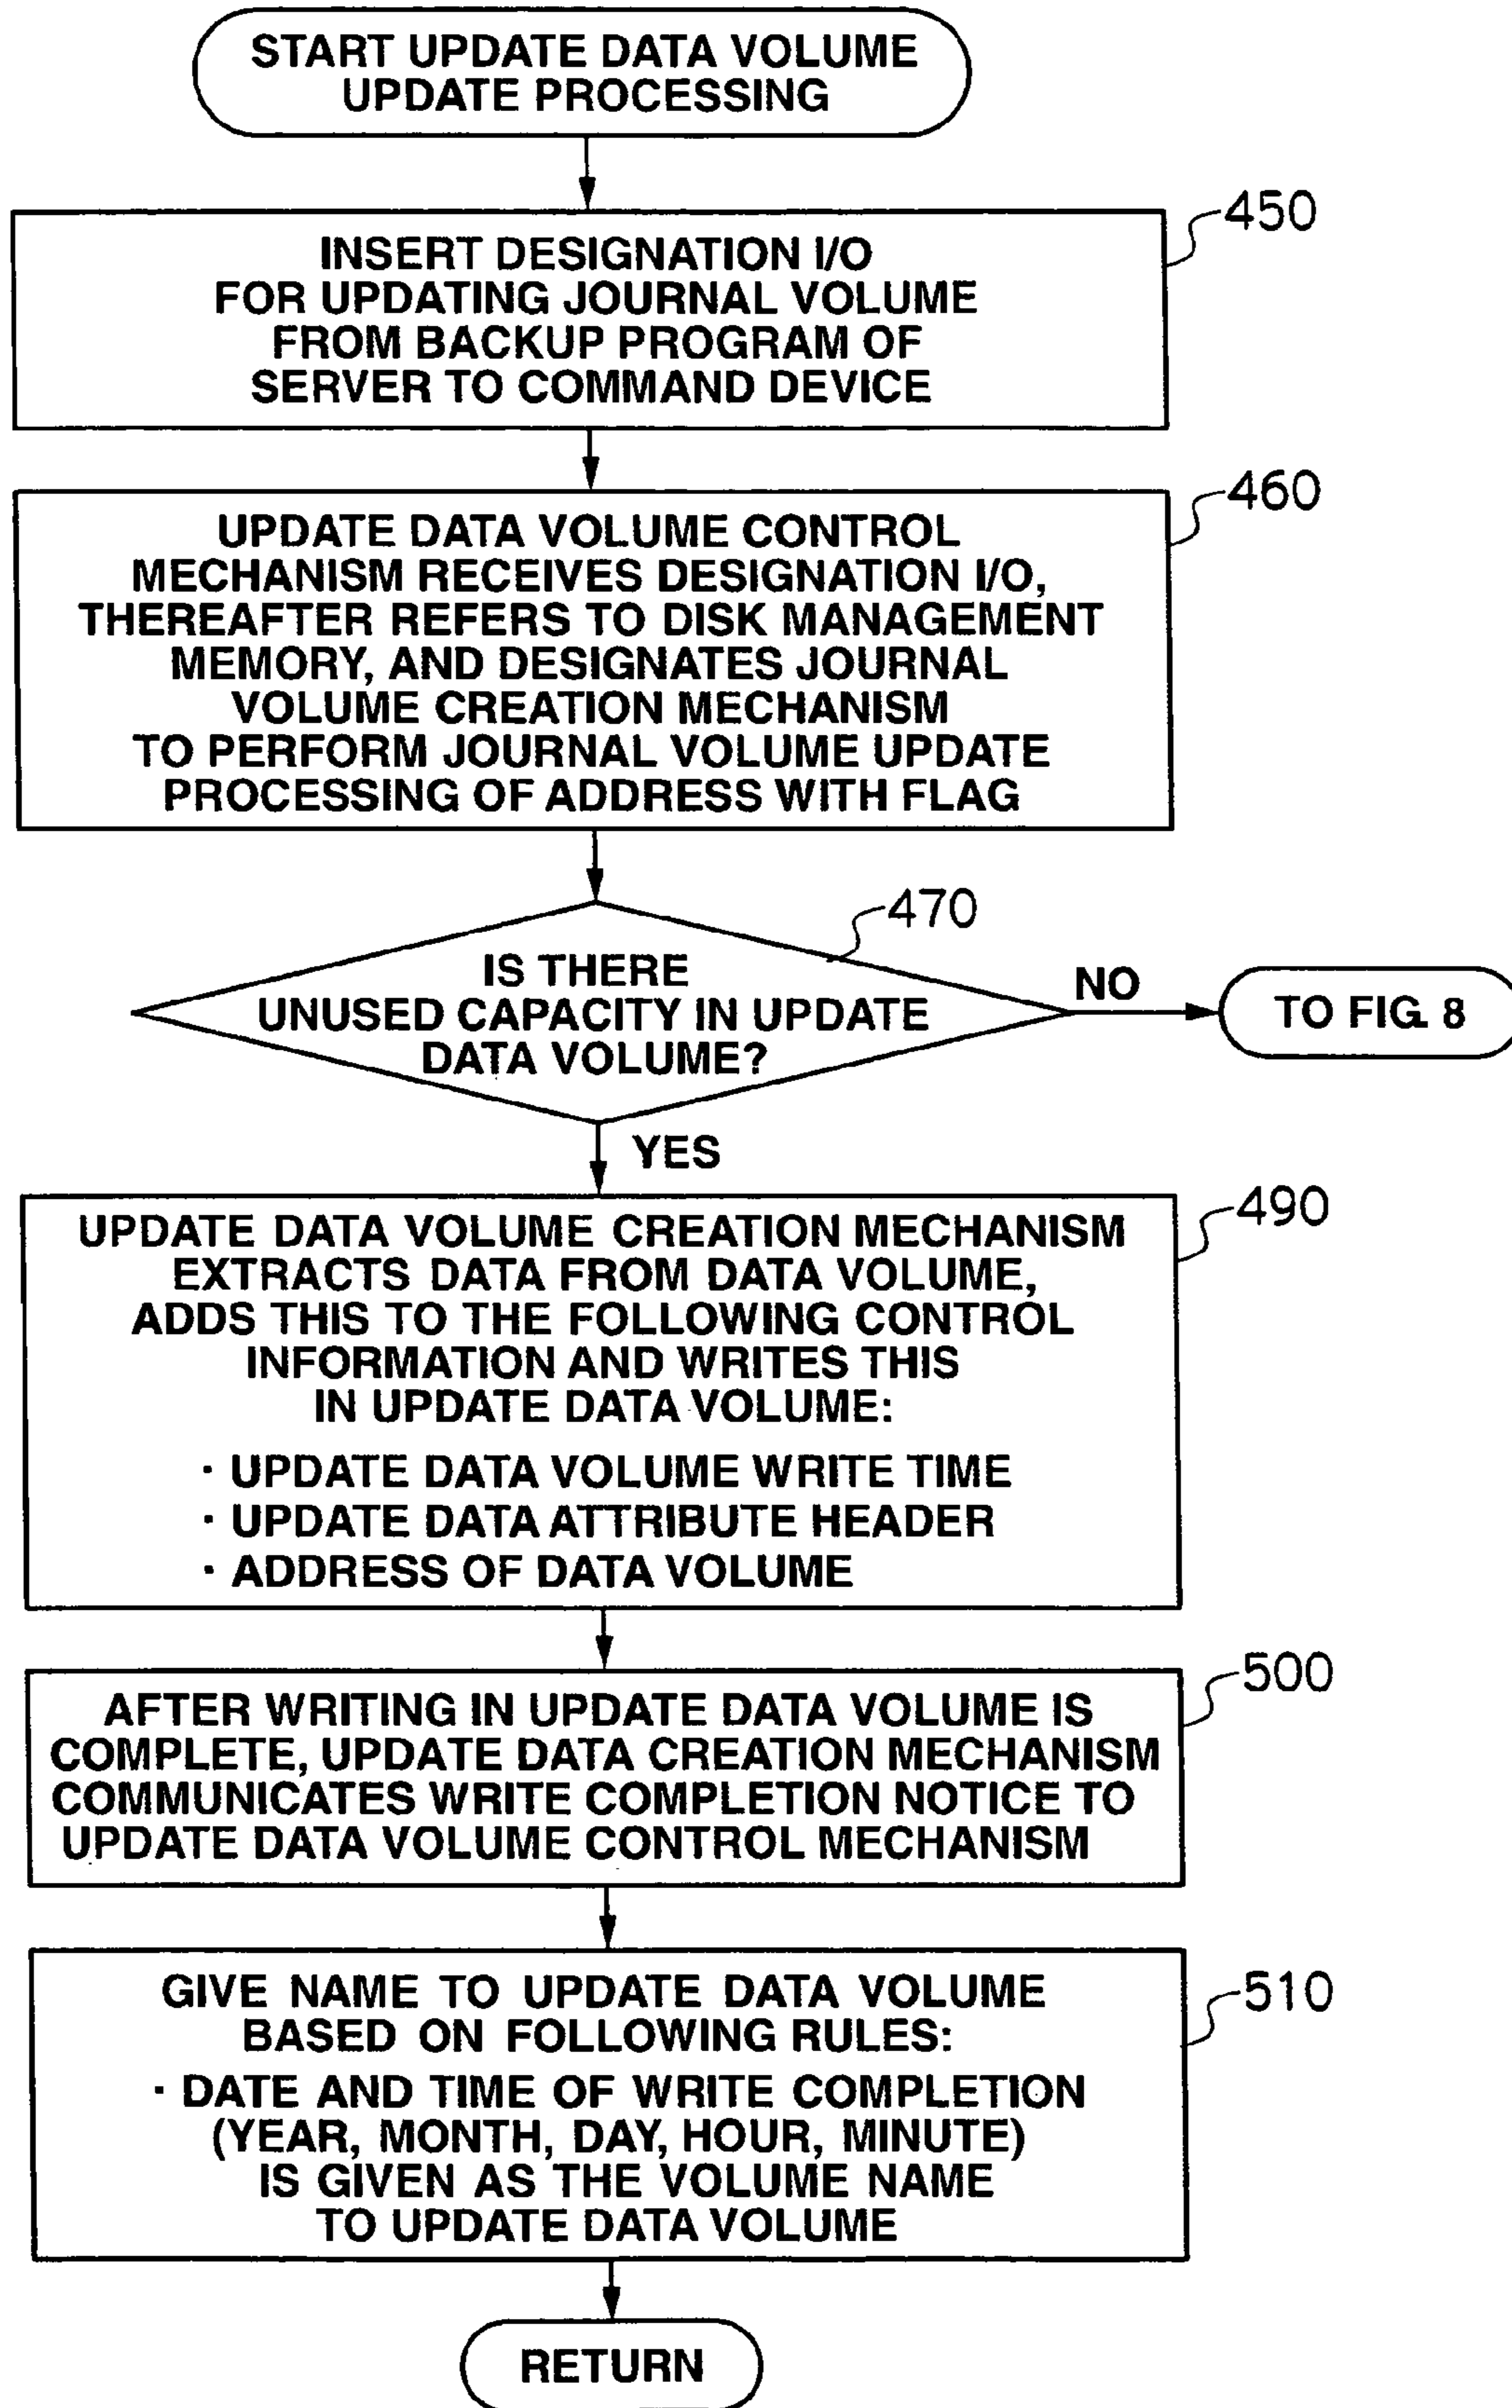 START UPDATE DATA VOLUME
UPDATE PROCESSING
450
INSERT DESIGNATION I/O
FOR UPDATING JOURNAL VOLUME
FROM BACKUP PROGRAM OF
SERVER TO COMMAND DEVICE
460
UPDATE DATA VOLUME CONTROL
MECHANISM RECEIVES DESIGNATION I/O,
THEREAFTER REFERS TO DISK MANAGEMENT
MEMORY, AND DESIGNATES JOURNAL
VOLUME CREATION MECHANISM
TO PERFORM JOURNAL VOLUME UPDATE
PROCESSING OF ADDRESS WITH FLAG
470
IS THERE
UNUSED CAPACITY IN UPDATE
DATA VOLUME?
NO
TO FIG. 8
YES
490
UPDATE DATA VOLUME CREATION MECHANISM
EXTRACTS DATA FROM DATA VOLUME,
ADDS THIS TO THE FOLLOWING CONTROL
INFORMATION AND WRITES THIS
IN UPDATE DATA VOLUME:
· UPDATE DATA VOLUME WRITE TIME
· UPDATE DATA ATTRIBUTE HEADER
· ADDRESS OF DATA VOLUME
500
AFTER WRITING IN UPDATE DATA VOLUME IS
COMPLETE, UPDATE DATA CREATION MECHANISM
COMMUNICATES WRITE COMPLETION NOTICE TO
UPDATE DATA VOLUME CONTROL MECHANISM
510
GIVE NAME TO UPDATE DATA VOLUME
BASED ON FOLLOWING RULES:
· DATE AND TIME OF WRITE COMPLETION
(YEAR, MONTH, DAY, HOUR, MINUTE)
IS GIVEN AS THE VOLUME NAME
TO UPDATE DATA VOLUME
RETURN